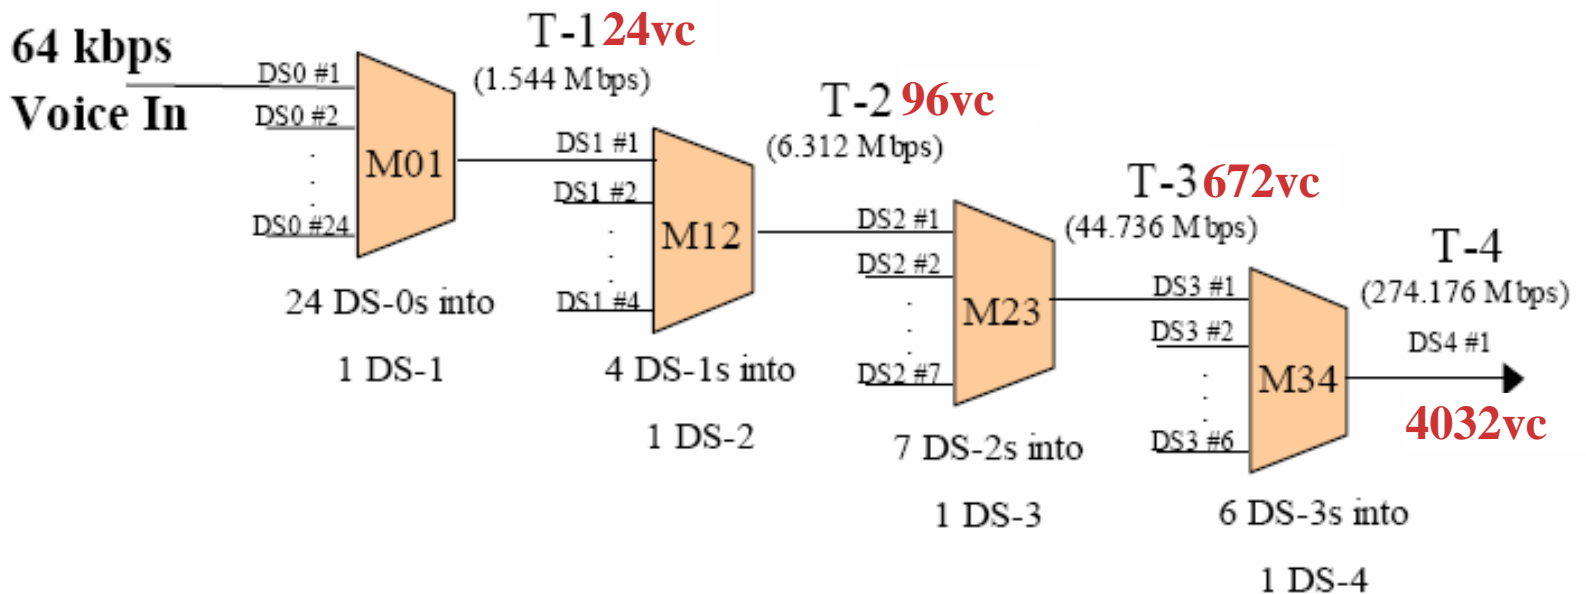 64 kbps
Voice In
DS0 #1
DS0 #2
DS0 #24
M01
24 DS-0s into
1 DS-1
T-1 24vc
(1.544 Mbps)
DS1 #1
DS1 #2
DS1 #4
M12
4 DS-1s into
1 DS-2
T-2 96vc
(6.312 Mbps)
DS2 #1
DS2 #2
DS2 #7
M23
7 DS-2s into
1 DS-3
T-3 672vc
(44.736 Mbps)
DS3 #1
DS3 #2
DS3 #6
M34
6 DS-3s into
1 DS-4
T-4
(274.176 Mbps)
DS4 #1
4032vc